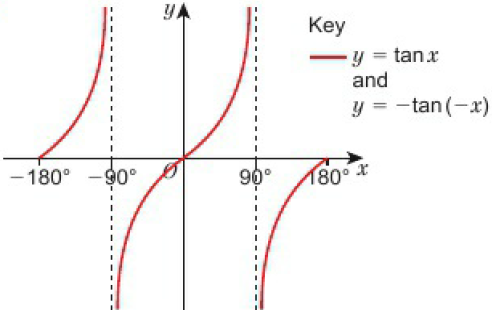 y
Key
y = tan x
and
y = −tan (−x)
−180° −90° O 90° 180° x